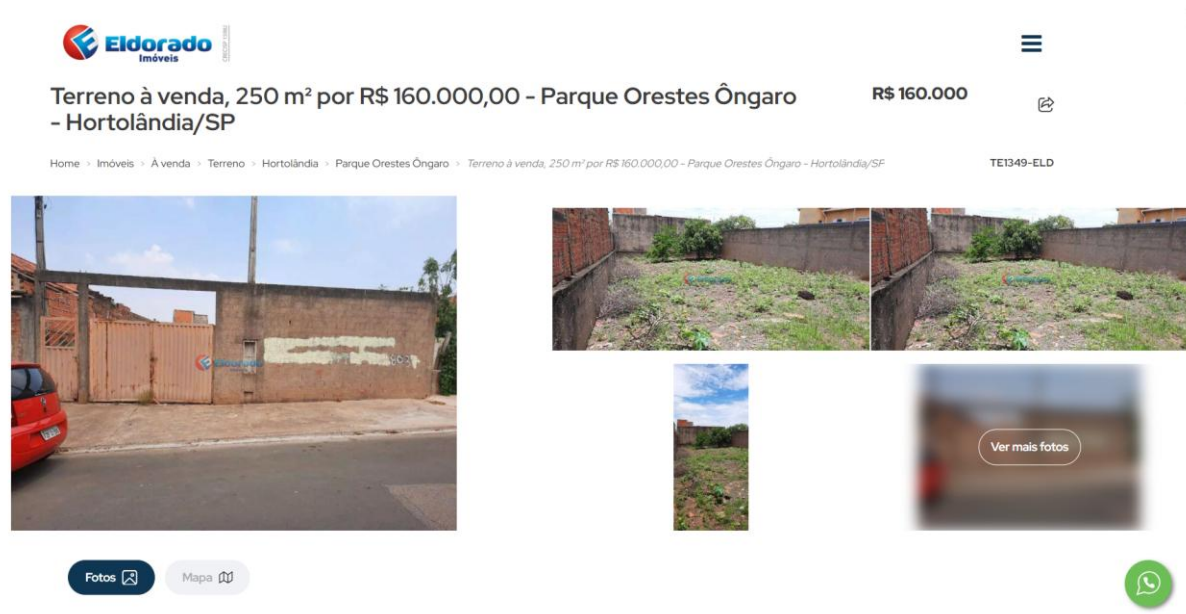 Eldorado
Imóveis
Terreno à venda, 250 m² por R$ 160.000,00 - Parque Orestes Ôngaro
- Hortolândia/SP
R$ 160.000
Home > Imóveis > À venda > Terreno > Hortolândia > Parque Orestes Ôngaro > Terreno à venda, 250 m² por R$ 160.000,00 - Parque Orestes Ôngaro - Hortolândia/SP
TE1349-ELD
Eldorado
Ver mais fotos
Fotos
Mapa